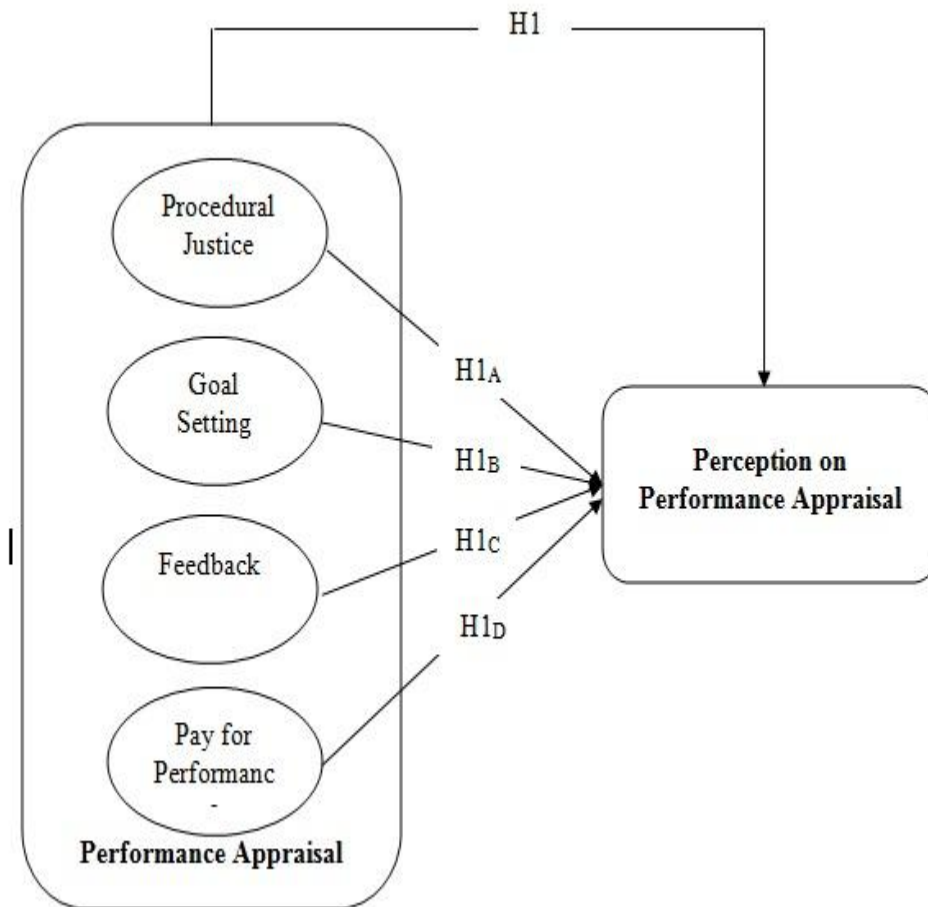 H1
Procedural
Justice
H1A
Goal
Setting
H1B
Perception on
Performance Appraisal
Feedback
H1C
H1D
Pay for
Performanc
-
Performance Appraisal